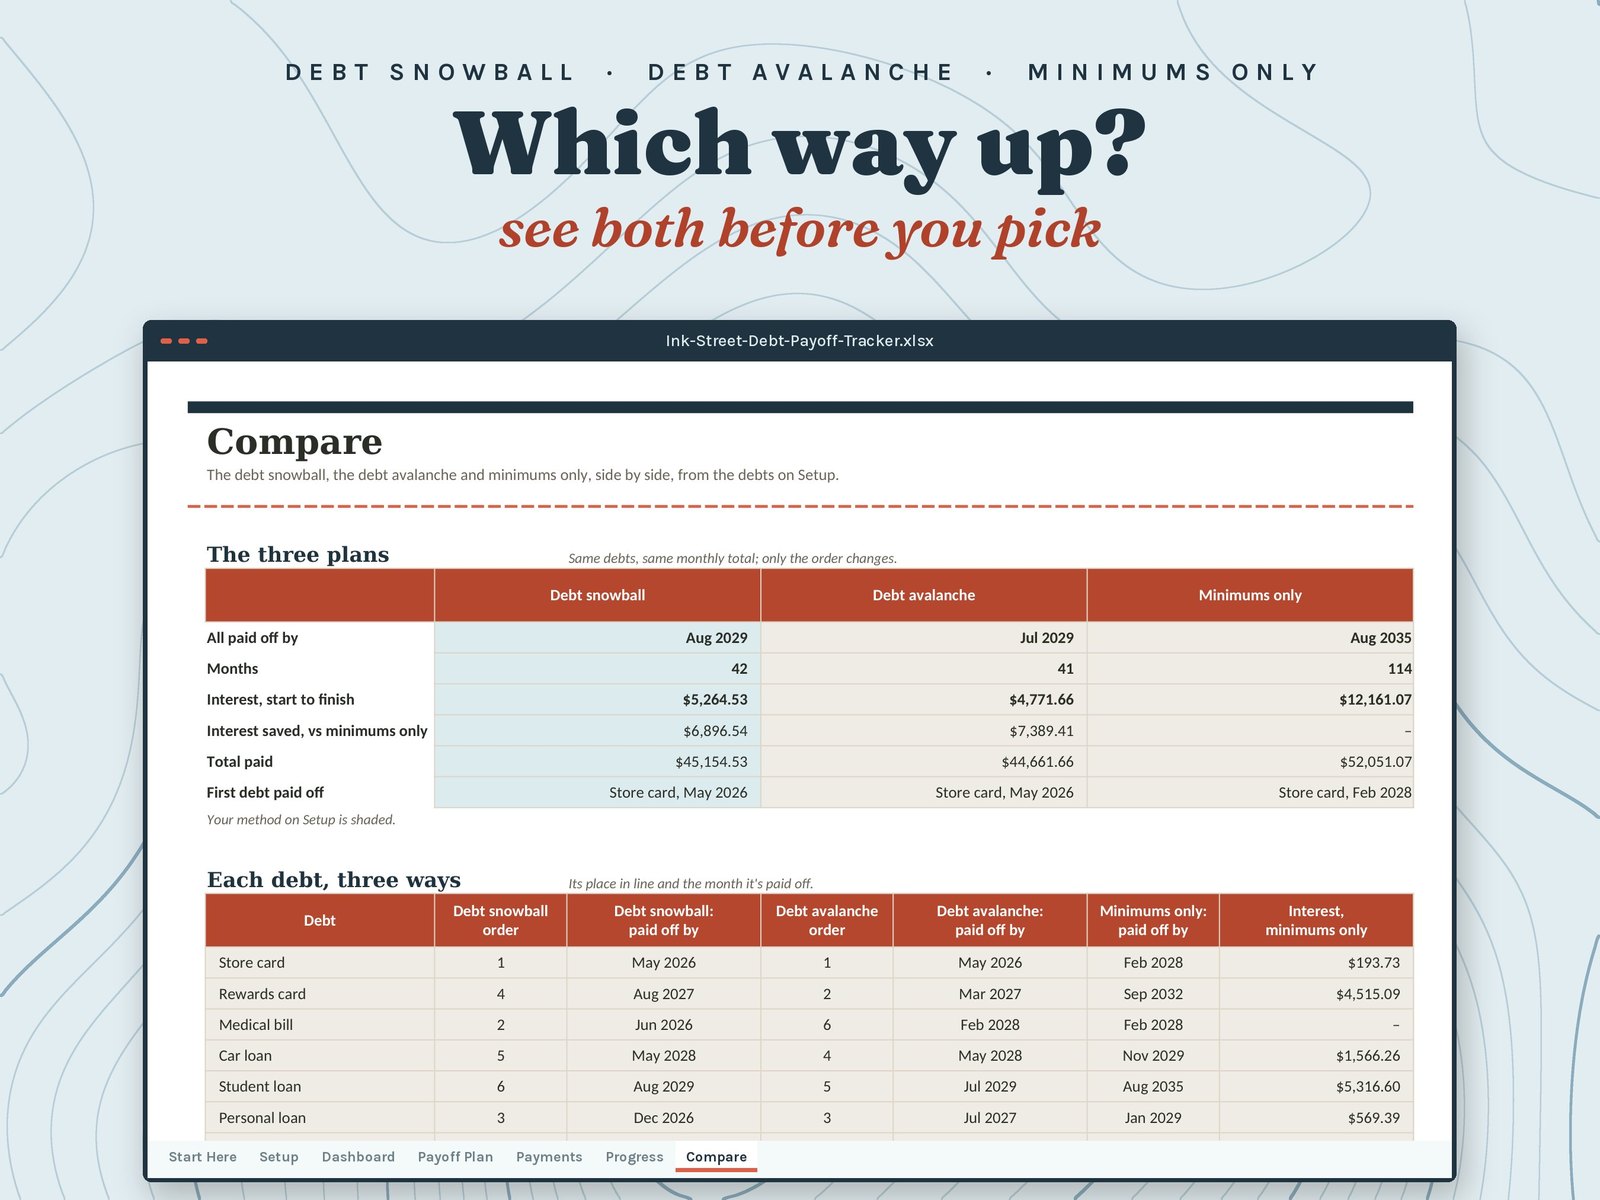 DEBT SNOWBALL · DEBT AVALANCHE · MINIMUMS ONLY
Which way up?
see both before you pick
Ink-Street-Debt-Payoff-Tracker.xlsx
Compare
The debt snowball, the debt avalanche and minimums only, side by side, from the debts on Setup.
The three plans Same debts, same monthly total; only the order changes.
Debt snowball Debt avalanche Minimums only
All paid off by Aug 2029 Jul 2029 Aug 2035
Months 42 41 114
Interest, start to finish $5,264.53 $4,771.66 $12,161.07
Interest saved, vs minimums only $6,896.54 $7,389.41 –
Total paid $45,154.53 $44,661.66 $52,051.07
First debt paid off Store card, May 2026 Store card, May 2026 Store card, Feb 2028
Your method on Setup is shaded.
Each debt, three ways Its place in line and the month it's paid off.
Debt Debt snowball order Debt snowball: paid off by Debt avalanche order Debt avalanche: paid off by Minimums only: paid off by Interest, minimums only
Store card 1 May 2026 1 May 2026 Feb 2028 $193.73
Rewards card 4 Aug 2027 2 Mar 2027 Sep 2032 $4,515.09
Medical bill 2 Jun 2026 6 Feb 2028 Feb 2028 –
Car loan 5 May 2028 4 May 2028 Nov 2029 $1,566.26
Student loan 6 Aug 2029 5 Jul 2029 Aug 2035 $5,316.60
Personal loan 3 Dec 2026 3 Jul 2027 Jan 2029 $569.39
Start Here Setup Dashboard Payoff Plan Payments Progress Compare